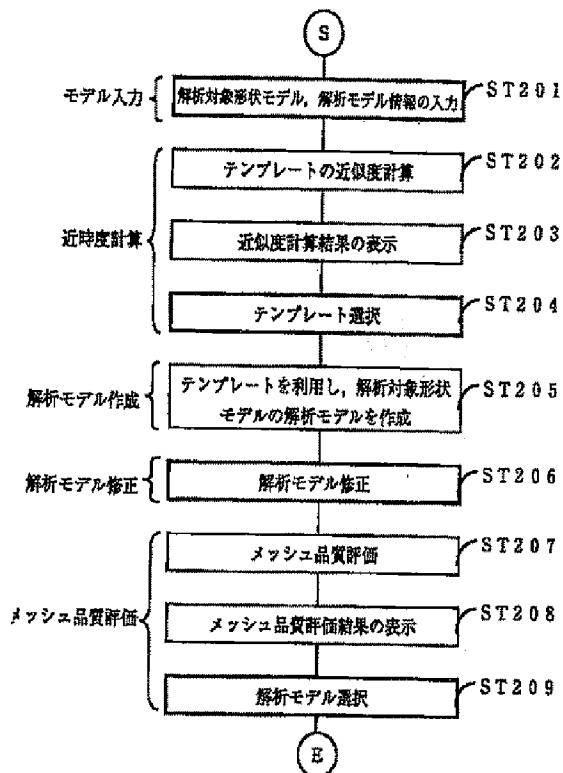 S
モデル入力
解析対象形状モデル，解析モデル情報の入力
ST201
テンプレートの近似度計算
ST202
近時度計算
近似度計算結果の表示
ST203
テンプレート選択
ST204
解析モデル作成
テンプレートを利用し，解析対象形状
モデルの解析モデルを作成
ST205
解析モデル修正
解析モデル修正
ST206
メッシュ品質評価
ST207
メッシュ品質評価
メッシュ品質評価結果の表示
ST208
解析モデル選択
ST209
E